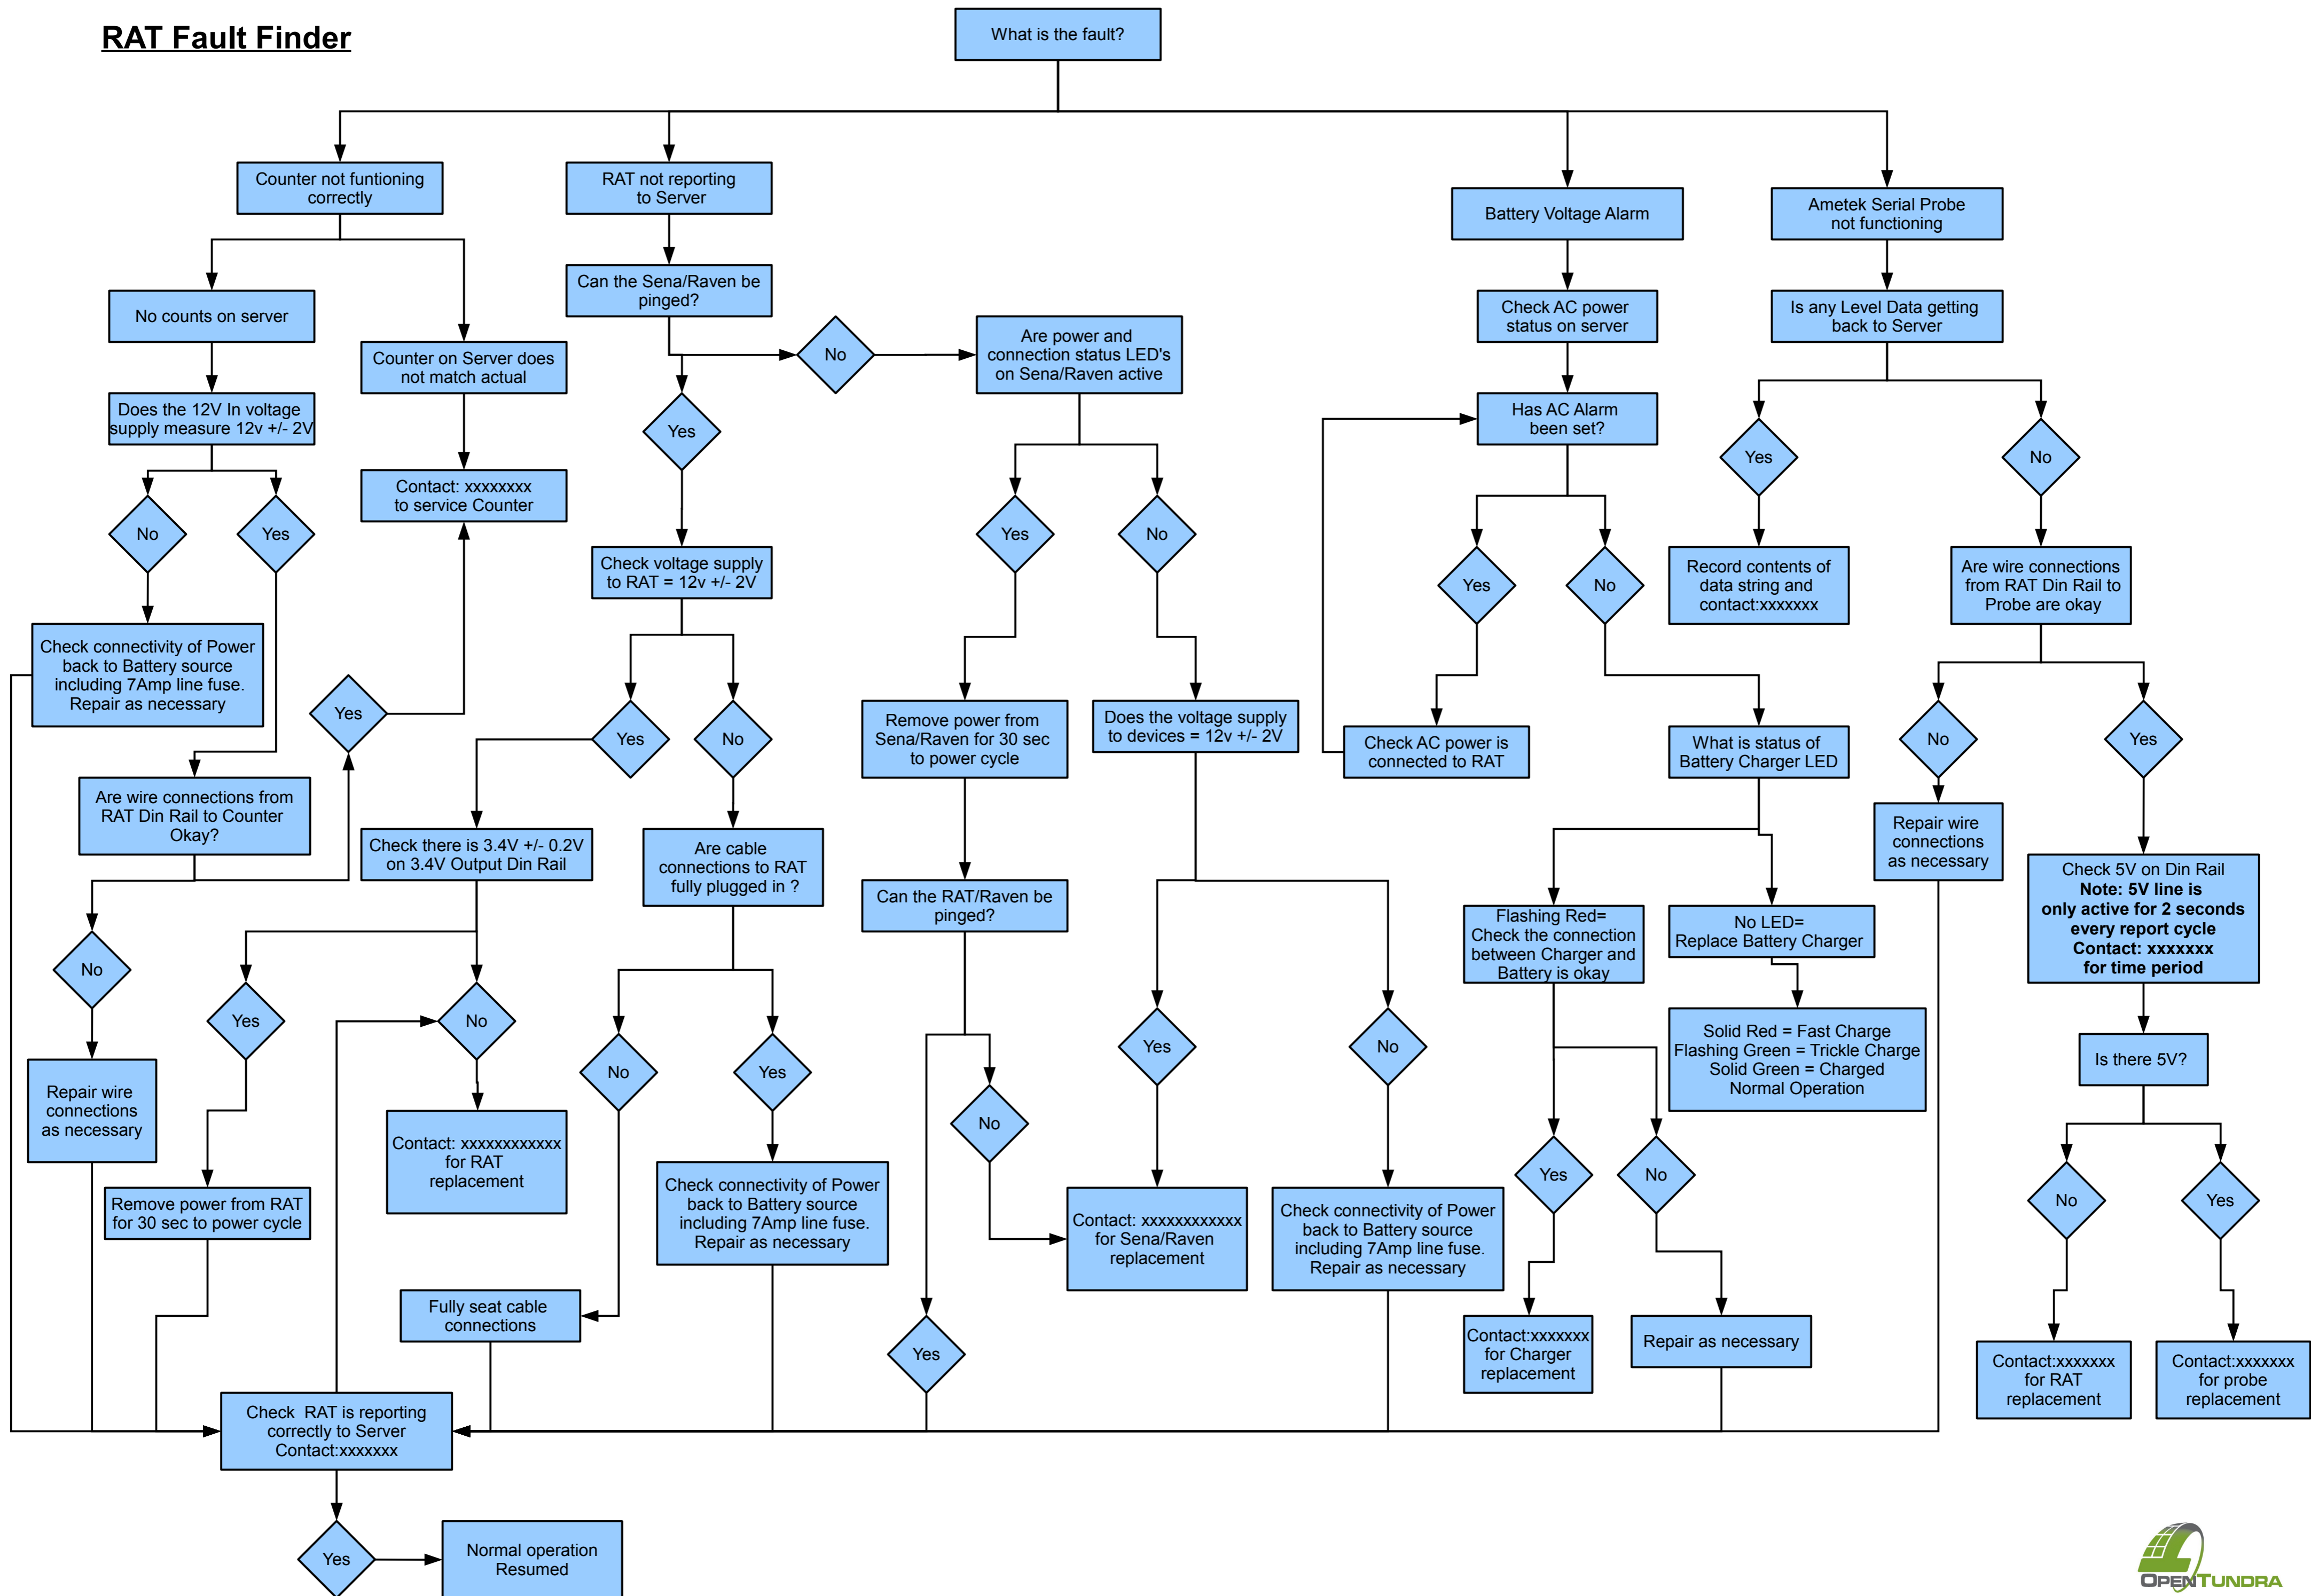 RAT Fault Finder
What is the fault?
Counter not funtioning
correctly
RAT not reporting
to Server
Battery Voltage Alarm
Ametek Serial Probe
not functioning
No counts on server
Counter on Server does
not match actual
Can the Sena/Raven be
pinged?
No
Are power and
connection status LED's
on Sena/Raven active
Check AC power
status on server
Is any Level Data getting
back to Server
Does the 12V In voltage
supply measure 12v +/- 2V
Yes
Has AC Alarm
been set?
Yes
No
Contact: xxxxxxxx
to service Counter
No
Yes
Yes
No
Check voltage supply
to RAT = 12v +/- 2V
Yes
No
Record contents of
data string and
contact:xxxxxxx
Are wire connections
from RAT Din Rail to
Probe are okay
Check connectivity of Power
back to Battery source
including 7Amp line fuse.
Repair as necessary
Yes
Yes
No
Remove power from
Sena/Raven for 30 sec
to power cycle
Does the voltage supply
to devices = 12v +/- 2V
Check AC power is
connected to RAT
What is status of
Battery Charger LED
No
Yes
Are wire connections from
RAT Din Rail to Counter
Okay?
Check there is 3.4V +/- 0.2V
on 3.4V Output Din Rail
Are cable
connections to RAT
fully plugged in ?
Can the RAT/Raven be
pinged?
Repair wire
connections
as necessary
Flashing Red=
Check the connection
between Charger and
Battery is okay
No LED=
Replace Battery Charger
Check 5V on Din Rail
Note: 5V line is
only active for 2 seconds
every report cycle
Contact: xxxxxxx
for time period
No
Yes
No
No
Yes
Yes
No
Solid Red = Fast Charge
Flashing Green = Trickle Charge
Solid Green = Charged
Normal Operation
Is there 5V?
Repair wire
connections
as necessary
Contact: xxxxxxxxxxxx
for RAT
replacement
No
Yes
No
No
Yes
Remove power from RAT
for 30 sec to power cycle
Check connectivity of Power
back to Battery source
including 7Amp line fuse.
Repair as necessary
Contact: xxxxxxxxxxxx
for Sena/Raven
replacement
Check connectivity of Power
back to Battery source
including 7Amp line fuse.
Repair as necessary
Fully seat cable
connections
Yes
Contact:xxxxxxx
for Charger
replacement
Repair as necessary
Contact:xxxxxxx
for RAT
replacement
Contact:xxxxxxx
for probe
replacement
Check  RAT is reporting
correctly to Server
Contact:xxxxxxx
Yes
Normal operation
Resumed
OPENTUNDRA